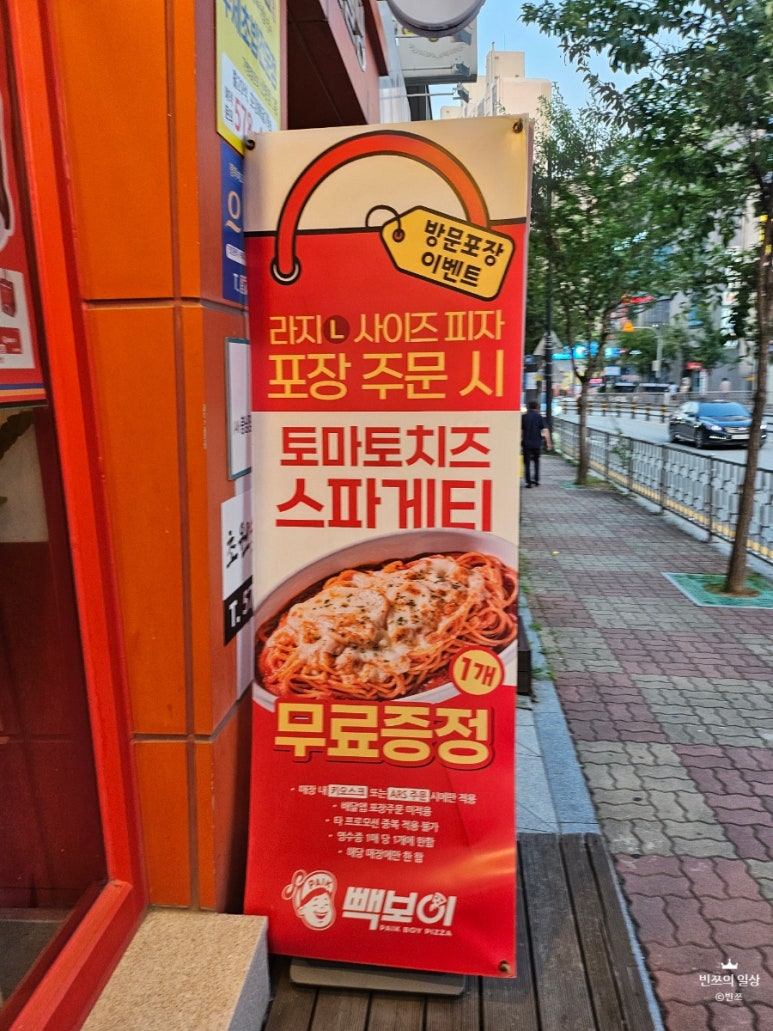 방문포장
이벤트
라지 L 사이즈 피자
포장 주문 시
토마토치즈
스파게티
1개
무료증정
- 매장 내 키오스크 또는 ARS 주문 시에만 적용
- 배달앱 포장주문 미적용
- 타 프로모션 중복 적용 불가
- 영수증 1매 당 1개에 한함
- 해당 매장에만 한 함
PAIK
빽보이
PAIK BOY PIZZA
빈쯔의 일상
©빈쯔